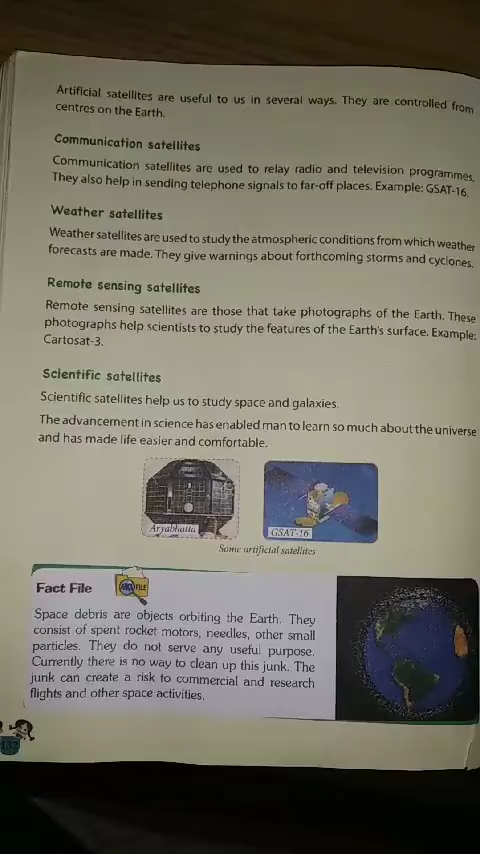 Artificial satellites are useful to us in several ways. They are controlled from
centres on the Earth.
Communication satellites
Communication satellites are used to relay radio and television programmes.
They also help in sending telephone signals to far-off places. Example: GSAT-16.
Weather satellites
Weather satellites are used to study the atmospheric conditions from which weather
forecasts are made. They give warnings about forthcoming storms and cyclones.
Remote sensing satellites
Remote sensing satellites are those that take photographs of the Earth. These
photographs help scientists to study the features of the Earth's surface. Example:
Cartosat-3.
Scientific satellites
Scientific satellites help us to study space and galaxies.
The advancement in science has enabled man to learn so much about the universe
and has made life easier and comfortable.
Aryabhatta
GSAT-16
Some artificial satellites
Fact File
FILE
Space debris are objects orbiting the Earth. They
consist of spent rocket motors, needles, other small
particles. They do not serve any useful purpose.
Currently there is no way to clean up this junk. The
junk can create a risk to commercial and research
flights and other space activities.
132